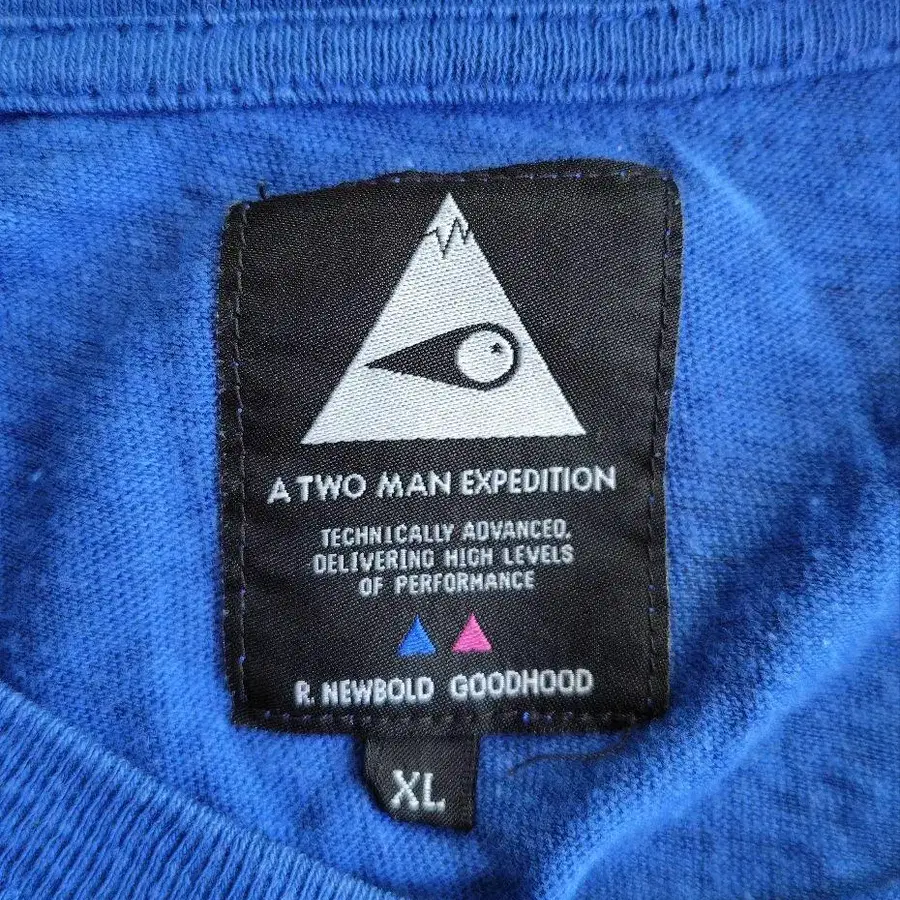 A TWO MAN EXPEDITION
TECHNICALLY ADVANCED,
DELIVERING HIGH LEVELS
OF PERFORMANCE
R. NEWBOLD GOODHOOD
XL